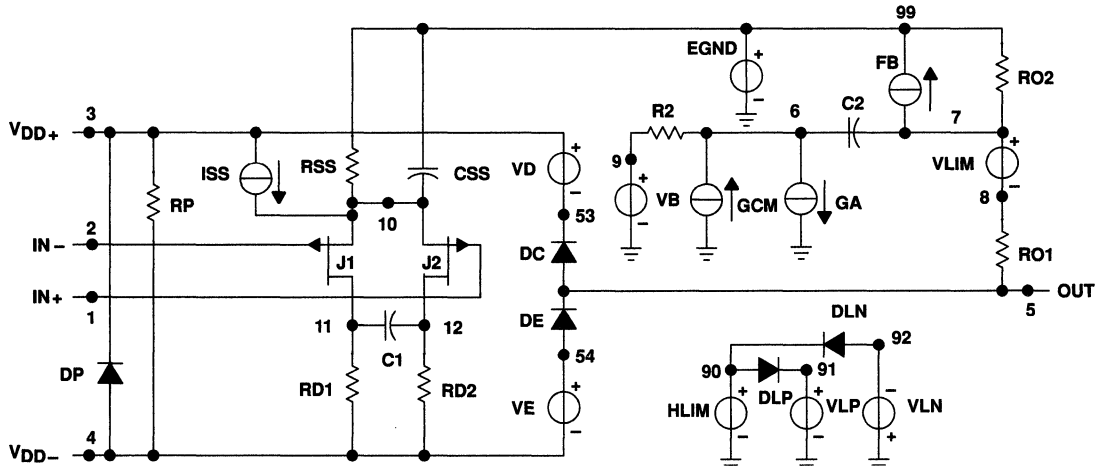 99
EGND
+
−
FB
RO2
3
V DD+
R2
6
C2
7
ISS
RSS
CSS
VD
+
−
9
+
−
VB
GCM
GA
VLIM
+
−
8
RP
10
53
2
IN−
J1
J2
DC
RO1
IN+
1
OUT
5
11
12
C1
DE
DLN
92
54
DP
RD1
RD2
VE
+
−
90
91
DLP
HLIM
+
−
+
−
VLP
−
+
VLN
4
V DD−